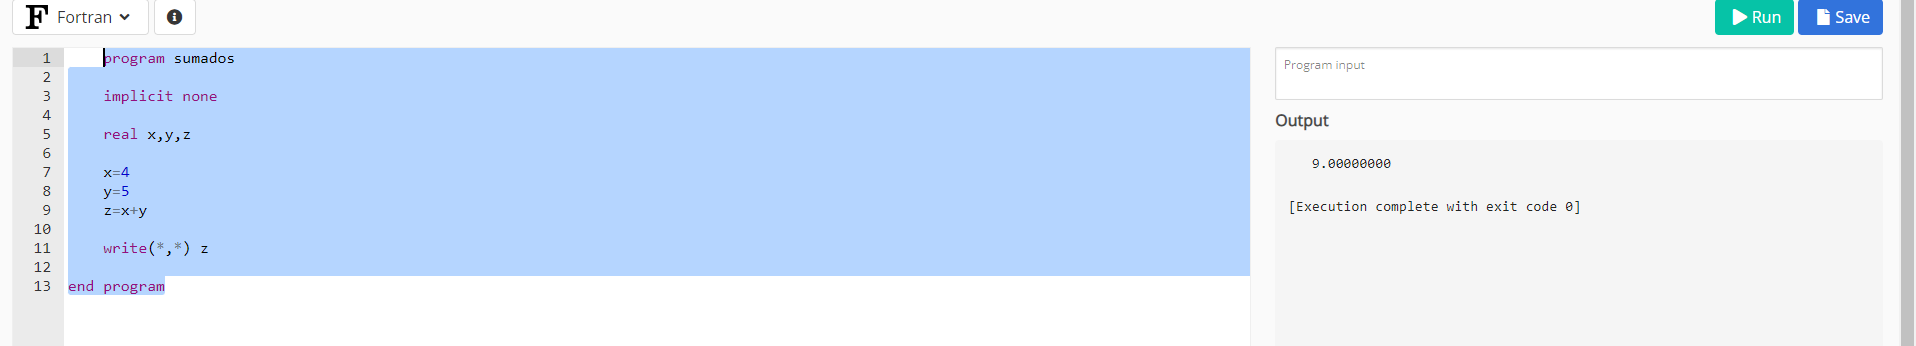 F Fortran
Run Save
1 program sumados
2
3 implicit none
4
5 real x,y,z
6
7 x=4
8 y=5
9 z=x+y
10
11 write(*,*) z
12
13 end program
Program input
Output
9.00000000
[Execution complete with exit code 0]